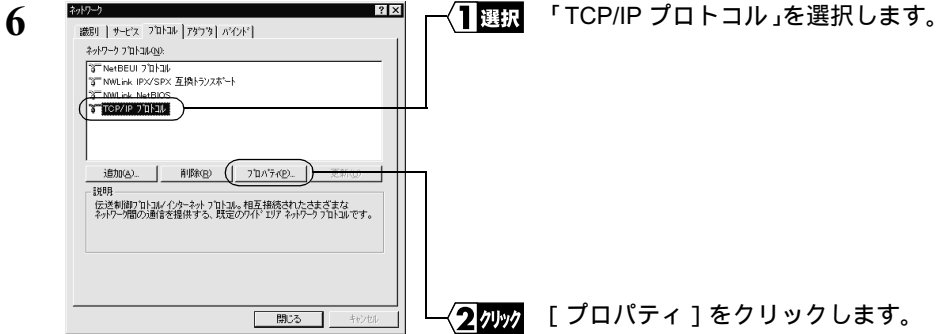 6
ネットワーク
識別 サービス プロトコル アダプタ バインド
ネットワーク プロトコル(N):
NetBEUI プロトコル
NWLink IPX/SPX 互換トランスポート
NWLink NetBIOS
TCP/IP プロトコル
追加(A)... 削除(R) プロパティ(P)... 更新(U)
説明
伝送制御プロトコル/インターネット プロトコル。相互接続されたさまざまな
ネットワーク間の通信を提供する、既定のワイド エリア ネットワーク プロトコルです。
閉じる キャンセル
1 選択 「TCP/IP プロトコル」を選択します。
2 クリック [ プロパティ ] をクリックします。